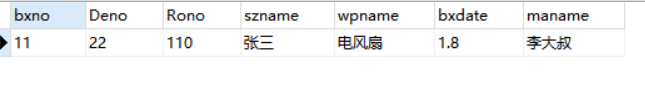 bxno Deno Rono szname wpname bxdate maname
11 22 110 张三 电风扇 1.8 李大叔